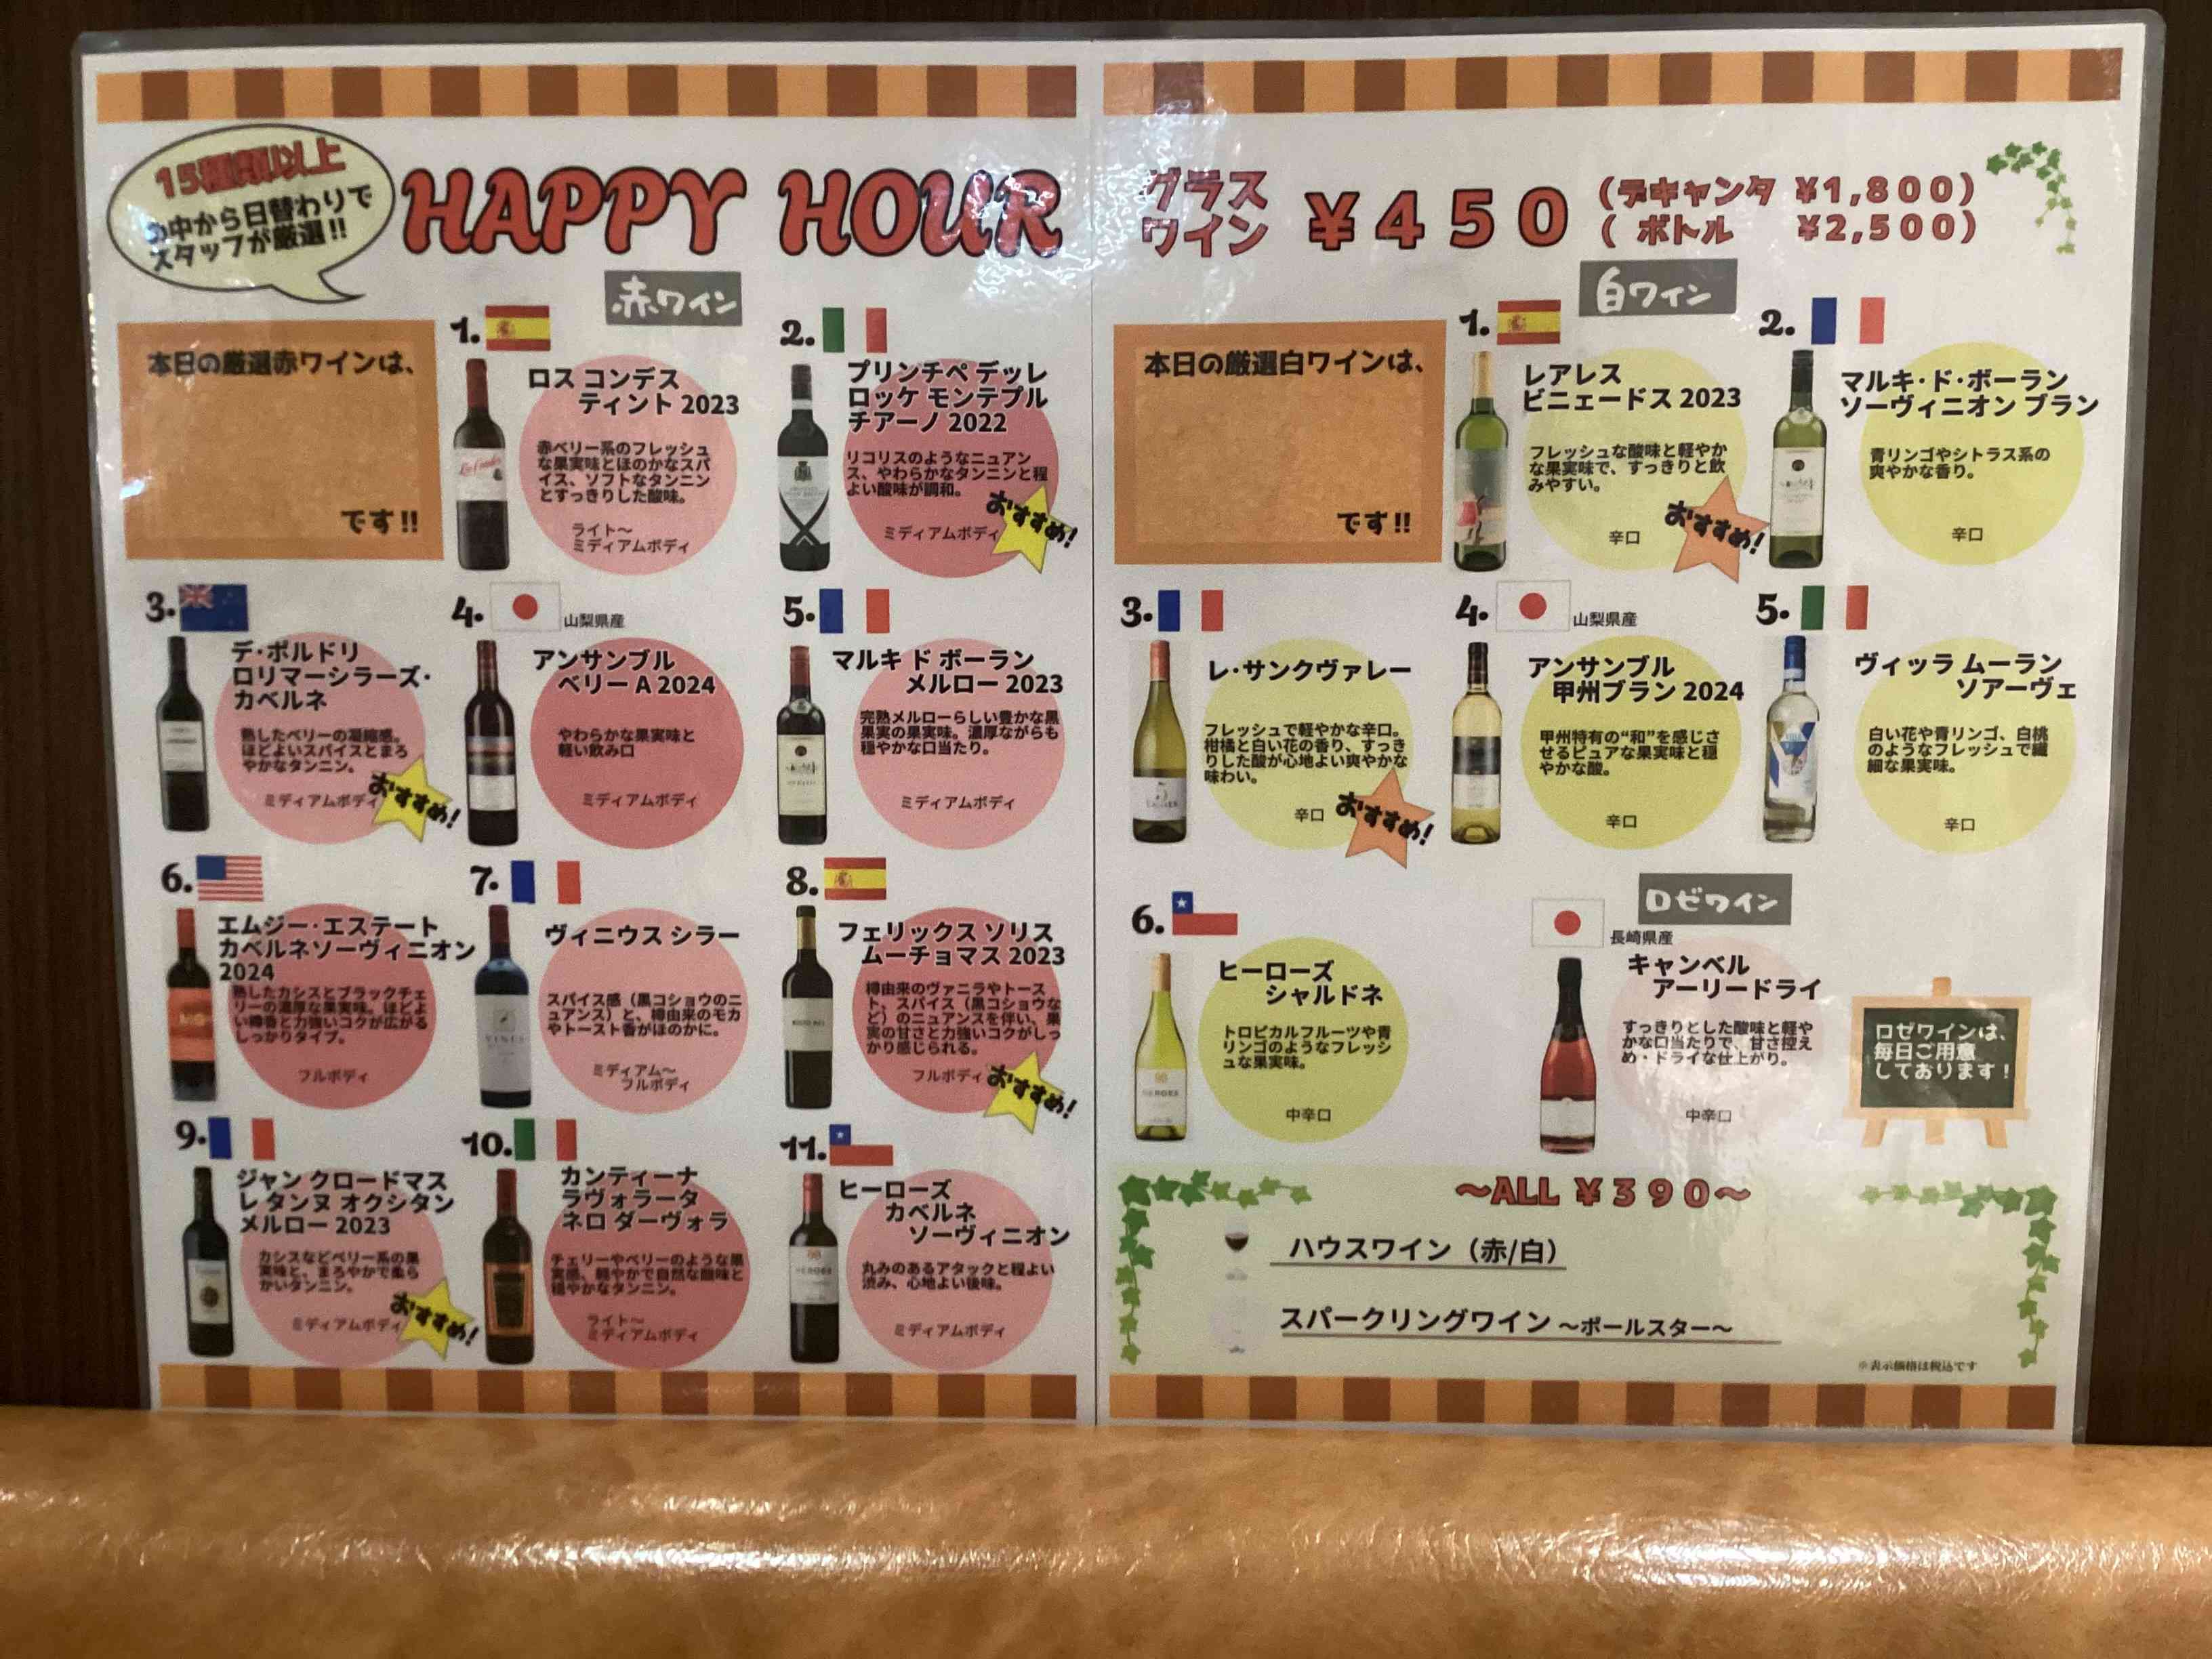 15種類以上
の中から日替わりで
スタッフが厳選!!
HAPPY HOUR
赤ワイン
本日の厳選赤ワインは、
です!!
1.
ロス コンデス
ティント 2023
赤ベリー系のフレッシュ
な果実味とほのかなスパ
イス、ソフトなタンニン
とすっきりした酸味。
ライト～
ミディアムボディ
2.
プリンチペ デッレ
ロッケ モンテプル
チアーノ 2022
リコリスのようなニュアン
ス、やわらかなタンニンと程
よい酸味が調和。
ミディアムボディ
おすすめ!
3.
デ・ボルドリ
ロリマーシラーズ・
カベルネ
熟したベリーの凝縮感。
ほどよいスパイスとまろ
やかなタンニン。
ミディアムボディ
おすすめ!
4.
山梨県産
アンサンブル
ベリー A 2024
やわらかな果実味と
軽い飲み口
ミディアムボディ
5.
マルキ ド ボーラン
メルロー 2023
完熟メルローらしい豊かな黒
果実の果実味。濃厚ながらも
穏やかな口当たり。
ミディアムボディ
6.
エムジー・エステート
カベルネソーヴィニオン
2024
熟したカシスとブラックチェ
リーの濃厚な果実味。ほどよ
い樽香と力強いコクが広がる
しっかりタイプ。
フルボディ
7.
ヴィニウス シラー
スパイス感（黒コショウのニ
ュアンス）と、樽由来のモカ
やトースト香がほのかに。
ミディアム～
フルボディ
8.
フェリックス ソリス
ムーチョマス 2023
樽由来のヴァニラやトース
ト、スパイス（黒コショウな
ど）のニュアンスを伴い、果
実の甘さと力強いコクがしっ
かり感じられる。
フルボディ
おすすめ!
9.
ジャン クロードマス
レ タンヌ オクシタン
メルロー 2023
カシスなどベリー系の果
実味と、まろやかで柔ら
かいタンニン。
ミディアムボディ
おすすめ!
10.
カンティーナ
ラヴォラータ
ネロ ダーヴォラ
チェリーやベリーのような果
実感、軽やかで自然な酸味と
穏やかなタンニン。
ライト～
ミディアムボディ
11.
ヒーローズ
カベルネ
ソーヴィニオン
丸みのあるアタックと程よい
渋み、心地よい後味。
ミディアムボディ
グラス
ワイン
¥450
(デキャンタ ¥1,800)
( ボトル ¥2,500)
白ワイン
本日の厳選白ワインは、
です!!
1.
レアレス
ビニェードス 2023
フレッシュな酸味と軽やか
な果実味で、すっきりと飲
みやすい。
辛口
おすすめ!
2.
マルキ・ド・ボーラン
ソーヴィニオン ブラン
青リンゴやシトラス系の
爽やかな香り。
辛口
3.
レ・サンクヴァレー
フレッシュで軽やかな辛口。
柑橘と白い花の香り、すっき
りした酸が心地よい爽やかな
味わい。
辛口
おすすめ!
4.
山梨県産
アンサンブル
甲州ブラン 2024
甲州特有の“和”を感じさ
せるピュアな果実味と穏
やかな酸。
辛口
5.
ヴィッラ ムーラン
ソアーヴェ
白い花や青リンゴ、白桃
のようなフレッシュで繊
細な果実味。
辛口
6.
ヒーローズ
シャルドネ
トロピカルフルーツや青
リンゴのようなフレッシ
ュな果実味。
中辛口
ロゼワイン
長崎県産
キャンベル
アーリードライ
すっきりとした酸味と軽や
かな口当たりで、甘さ控え
め・ドライな仕上がり。
中辛口
ロゼワインは、
毎日ご用意
しております!
～ALL ¥390～
ハウスワイン（赤/白）
スパークリングワイン ～ポールスター～
※表示価格は税込です